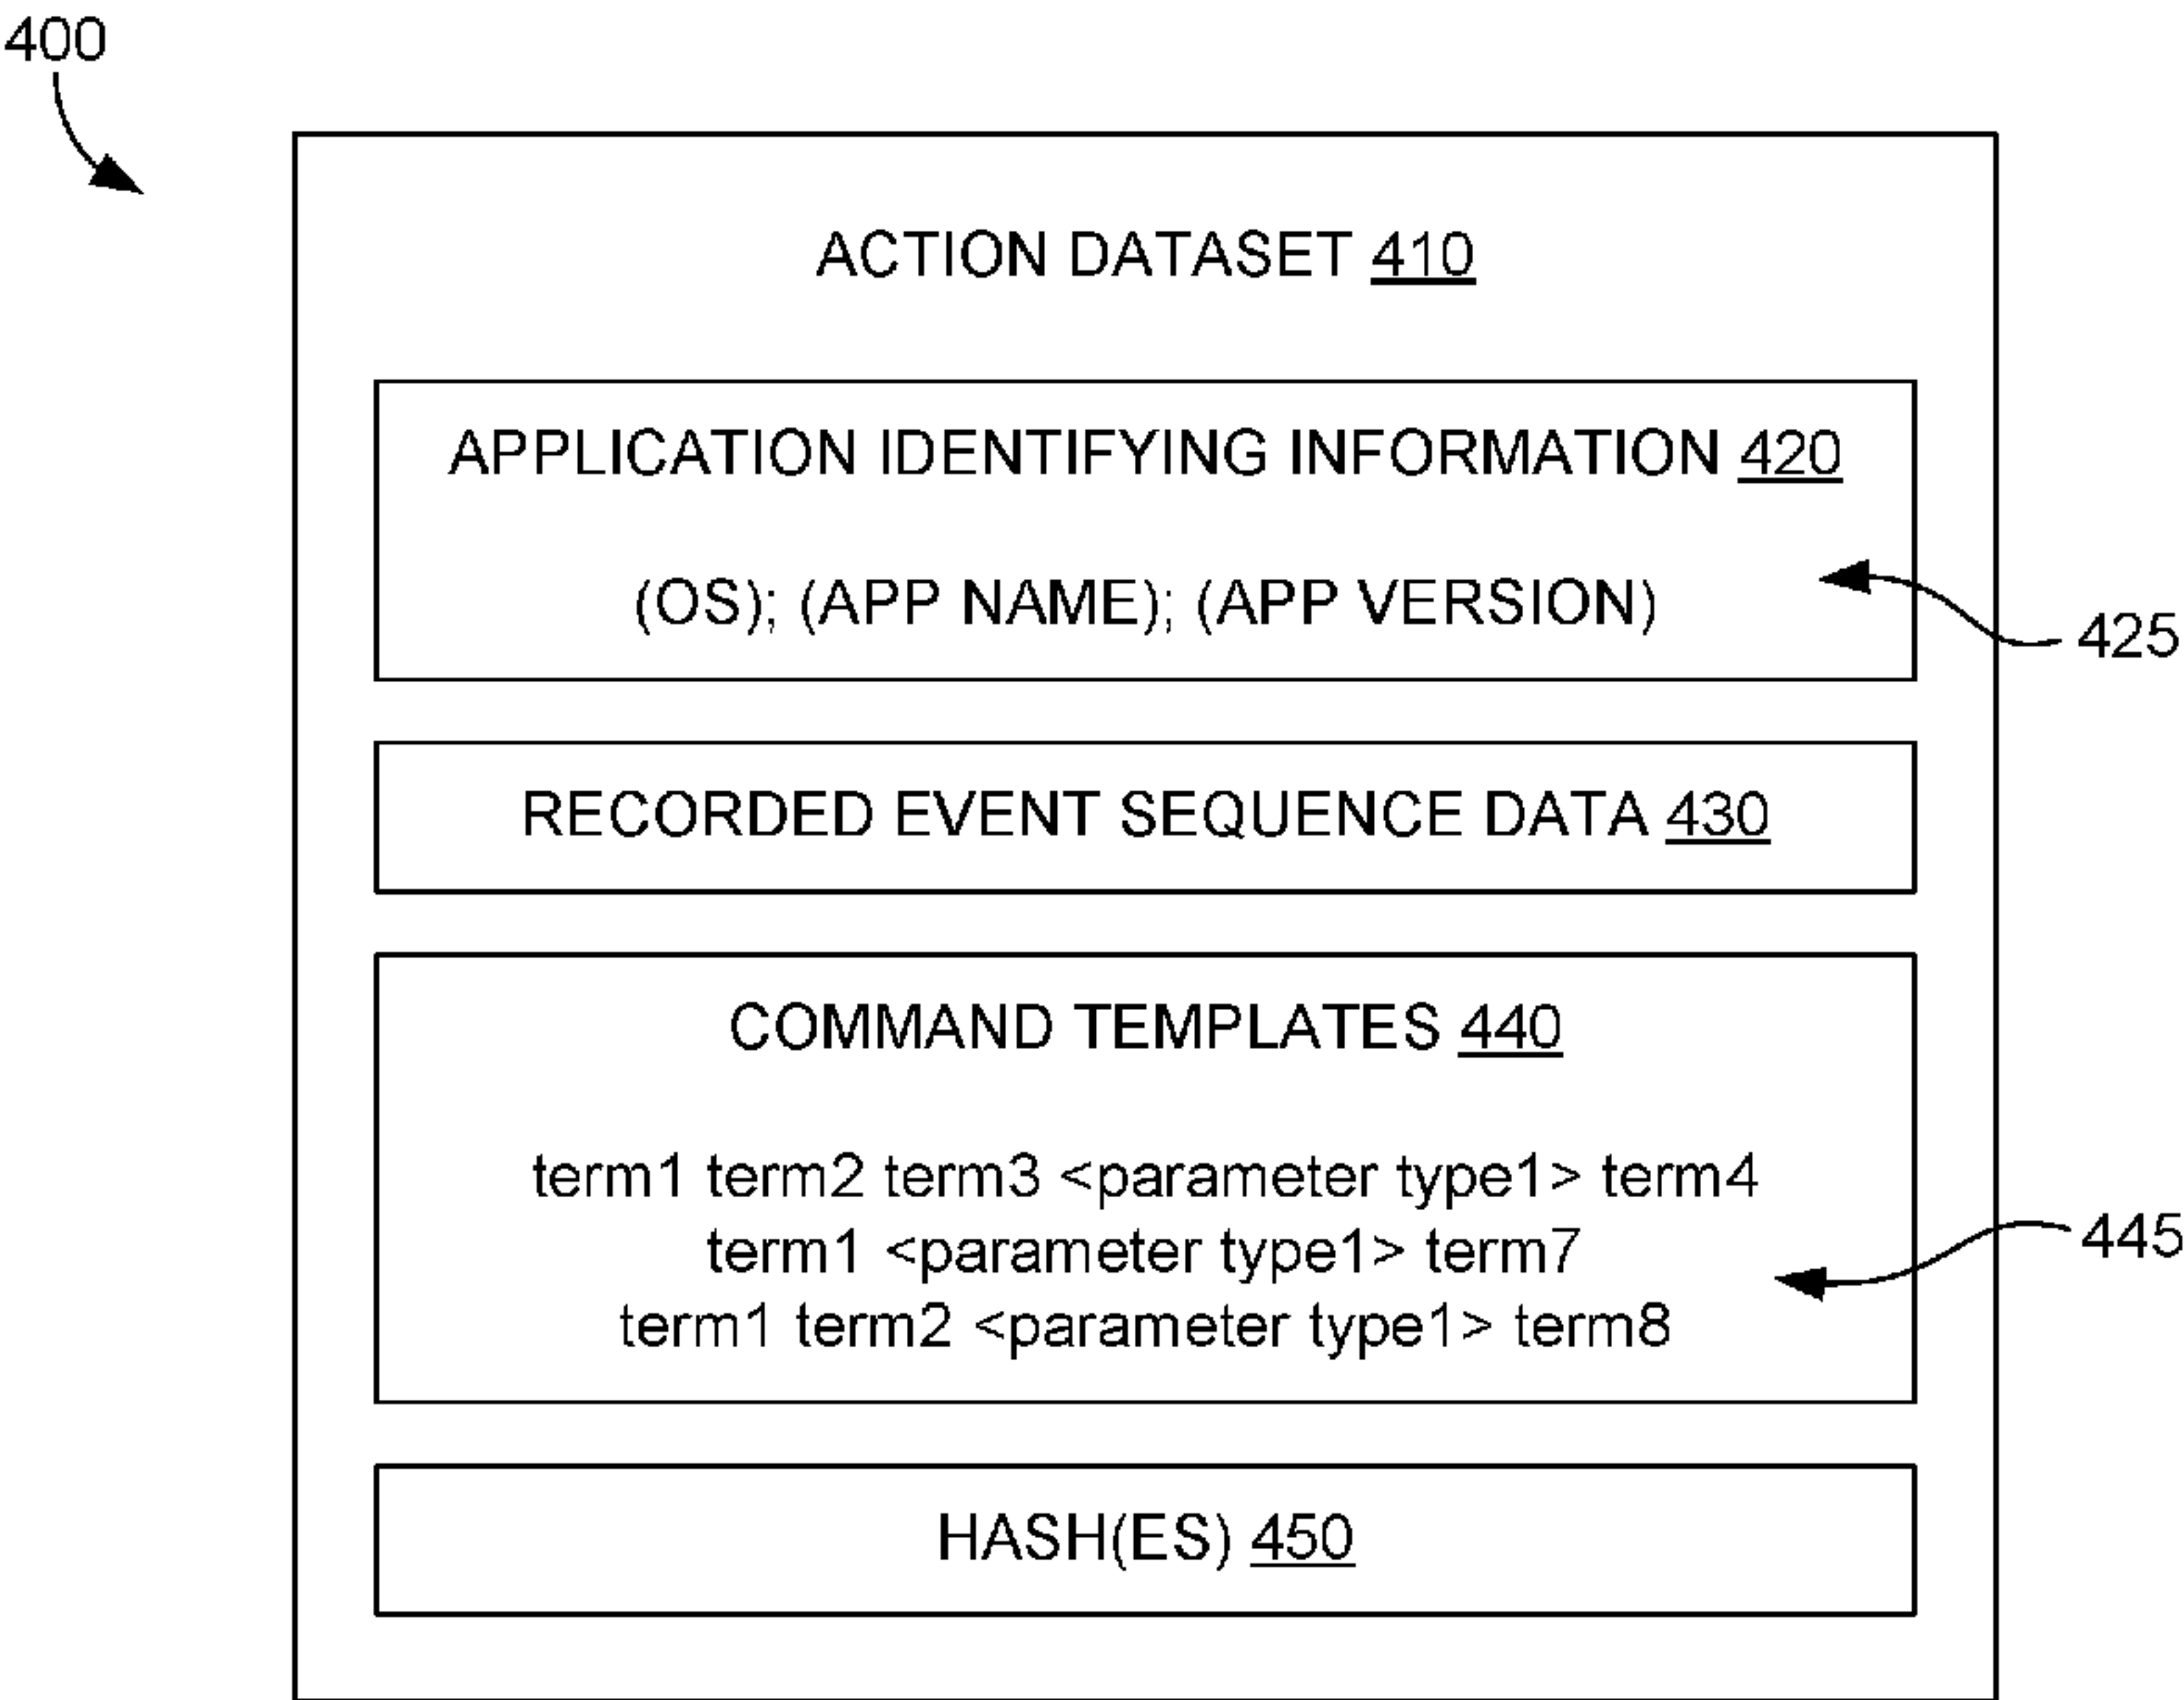 400
ACTION DATASET 410
APPLICATION IDENTIFYING INFORMATION 420
(OS); (APP NAME); (APP VERSION)
425
RECORDED EVENT SEQUENCE DATA 430
COMMAND TEMPLATES 440
term1 term2 term3 <parameter type1> term4
term1 <parameter type1> term7
445
term1 term2 <parameter type1> term8
HASH(ES) 450